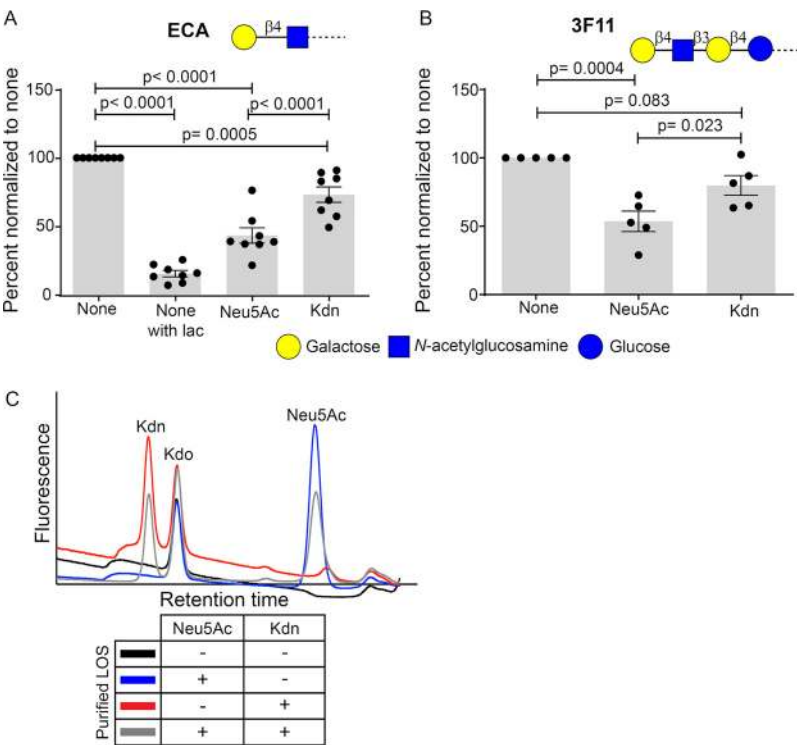 A
ECA
β4
Percent normalized to none
150
100
50
0
p< 0.0001
p< 0.0001
p< 0.0001
p= 0.0005
None
None with lac
Neu5Ac
Kdn
B
3F11
β4
β3
β4
Percent normalized to none
150
100
50
0
p= 0.0004
p= 0.083
p= 0.023
None
Neu5Ac
Kdn
Galactose
N-acetylglucosamine
Glucose
C
Fluorescence
Kdn
Kdo
Neu5Ac
Retention time
Neu5Ac Kdn
Purified LOS
- -
+ -
- +
+ +